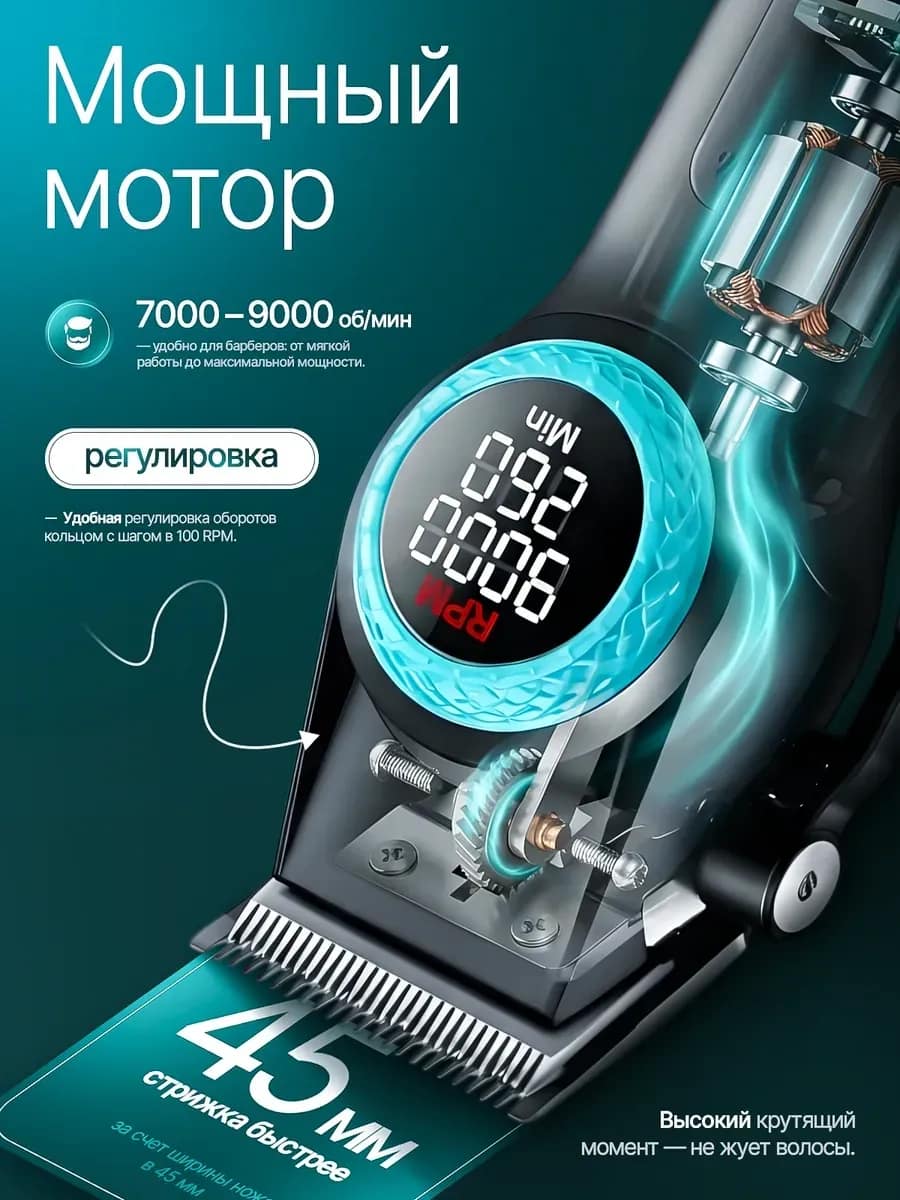 Мощный
мотор
7000–9000 об/мин
— удобно для барберов: от мягкой
работы до максимальной мощности.
регулировка
— Удобная регулировка оборотов
кольцом с шагом в 100 RPM.
Min
250
9000
RPM
45 мм
стрижка быстрее
за счет ширины ножа
в 45 мм
Высокий крутящий
момент — не жует волосы.